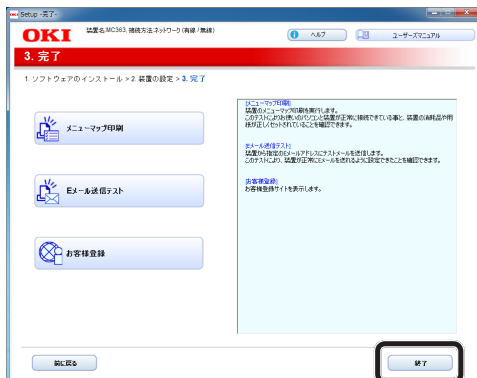 Setup -完了-
OKI
装置名:MC363, 接続方法:ネットワーク(有線/無線)
ヘルプ
ユーザーズマニュアル
3. 完了
1. ソフトウェアのインストール > 2. 装置の設定 > 3. 完了
メニューマップ印刷
Eメール送信テスト
お客様登録
[メニューマップ印刷]
装置のメニューマップ印刷を実行します。
このテストによりお使いのパソコンと装置が正常に接続できている事と、装置の消耗品や用
紙が正しくセットされていることを確認できます。
[Eメール送信テスト]
装置から指定のEメールアドレスにテストメールを送信します。
このテストにより、装置が正常にEメールを送れるように設定できたことを確認できます。
[お客様登録]
お客様登録サイトを表示します。
前に戻る
終了